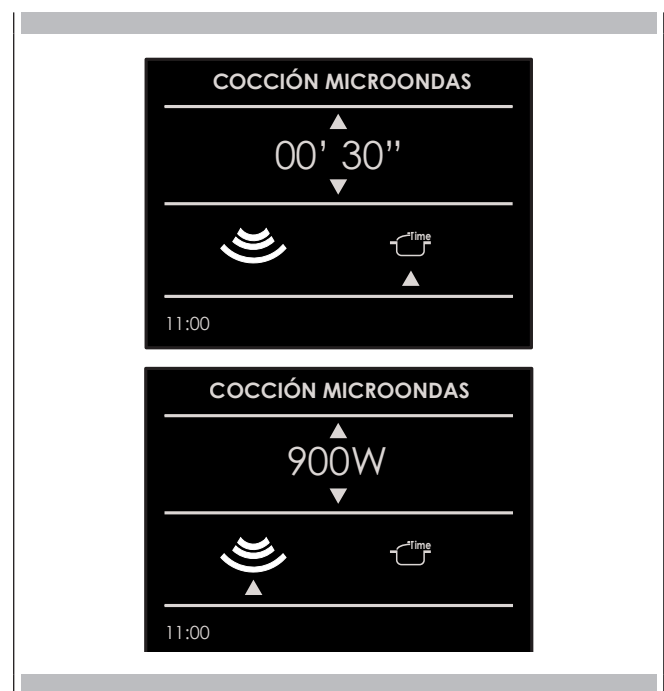 COCCIÓN MICROONDAS
00’ 30’’
Time
11:00
COCCIÓN MICROONDAS
900W
Time
11:00